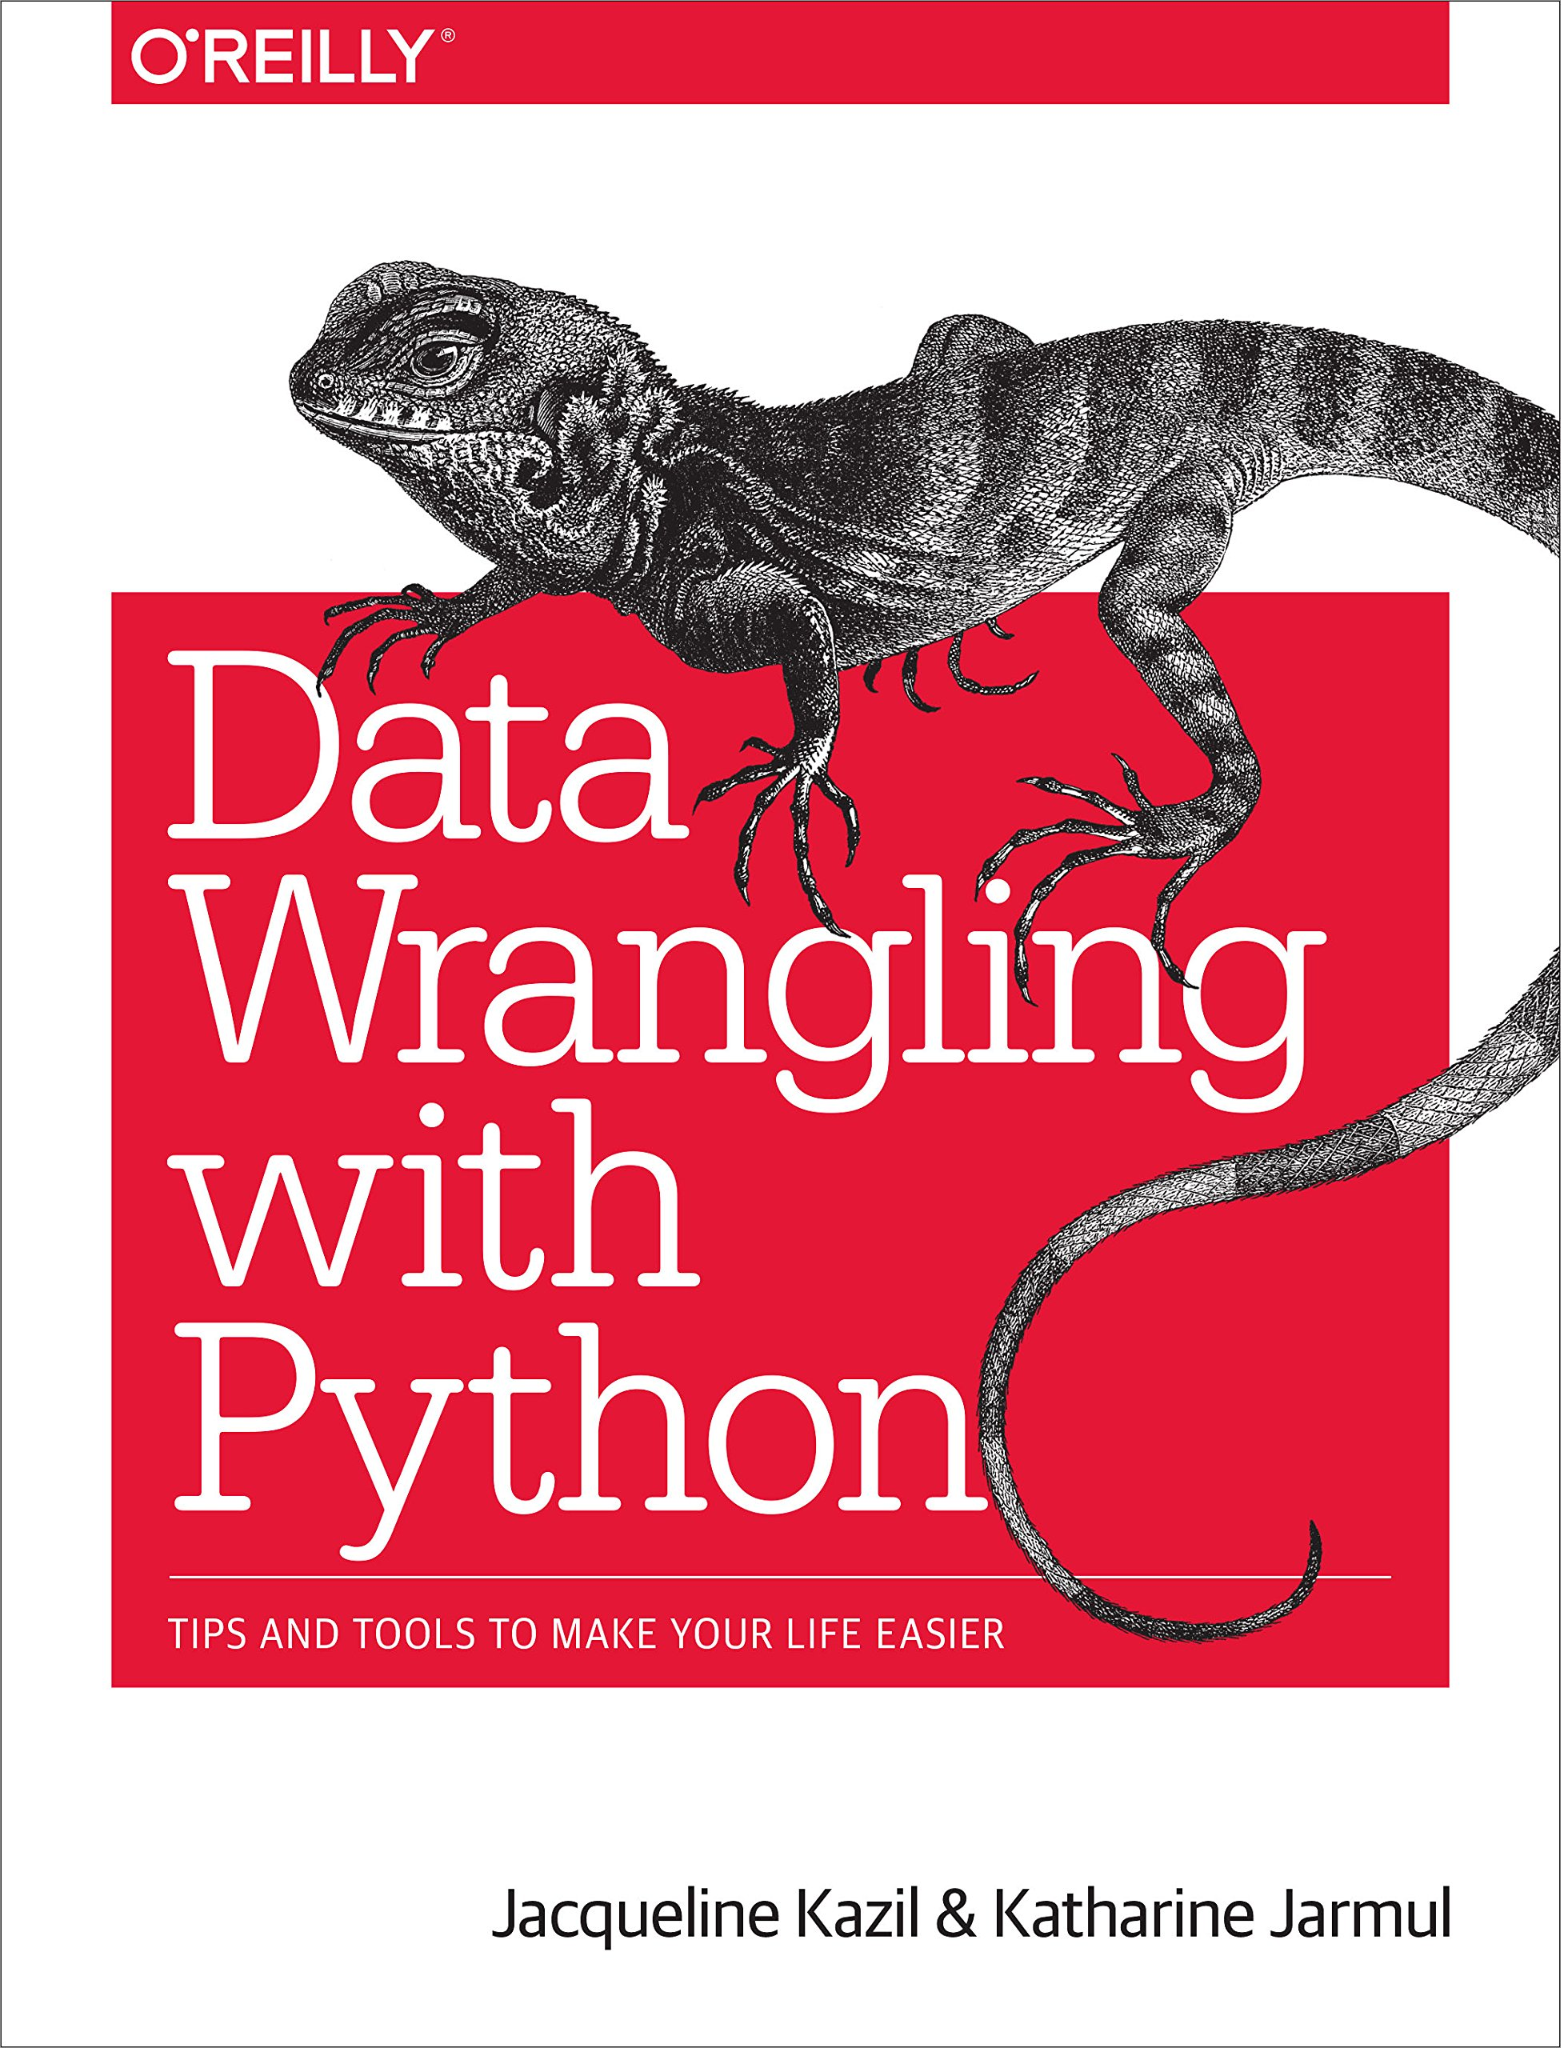 O'REILLY®
Data
Wrangling
with
Python
TIPS AND TOOLS TO MAKE YOUR LIFE EASIER
Jacqueline Kazil & Katharine Jarmul